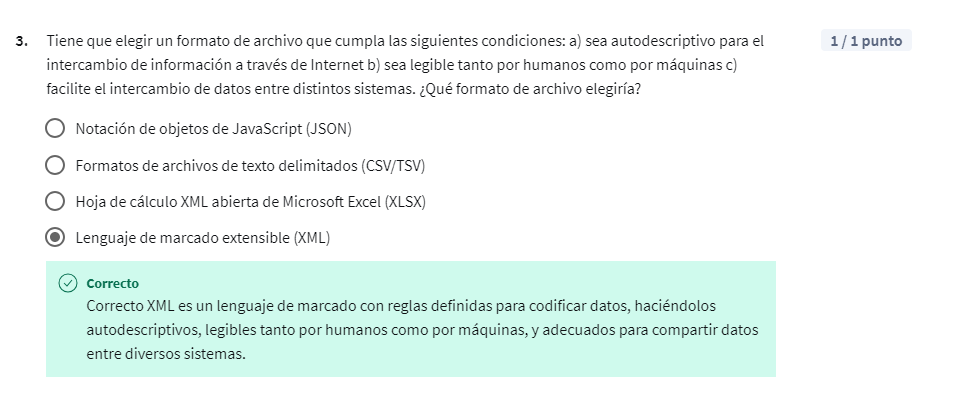 3. Tiene que elegir un formato de archivo que cumpla las siguientes condiciones: a) sea autodescriptivo para el
1 / 1 punto
intercambio de información a través de Internet b) sea legible tanto por humanos como por máquinas c)
facilite el intercambio de datos entre distintos sistemas. ¿Qué formato de archivo elegiría?
Notación de objetos de JavaScript (JSON)
Formatos de archivos de texto delimitados (CSV/TSV)
Hoja de cálculo XML abierta de Microsoft Excel (XLSX)
Lenguaje de marcado extensible (XML)
Correcto
Correcto XML es un lenguaje de marcado con reglas definidas para codificar datos, haciéndolos
autodescriptivos, legibles tanto por humanos como por máquinas, y adecuados para compartir datos
entre diversos sistemas.